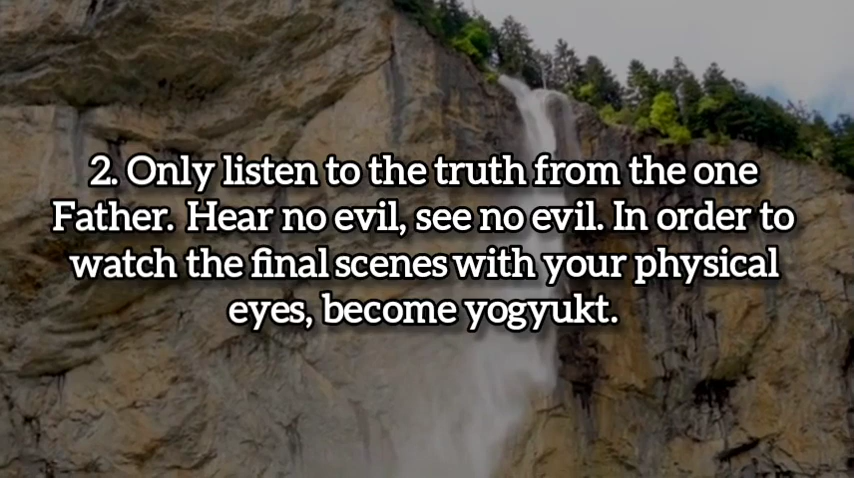 2. Only listen to the truth from the one
Father. Hear no evil, see no evil. In order to
watch the final scenes with your physical
eyes, become yogyukt.